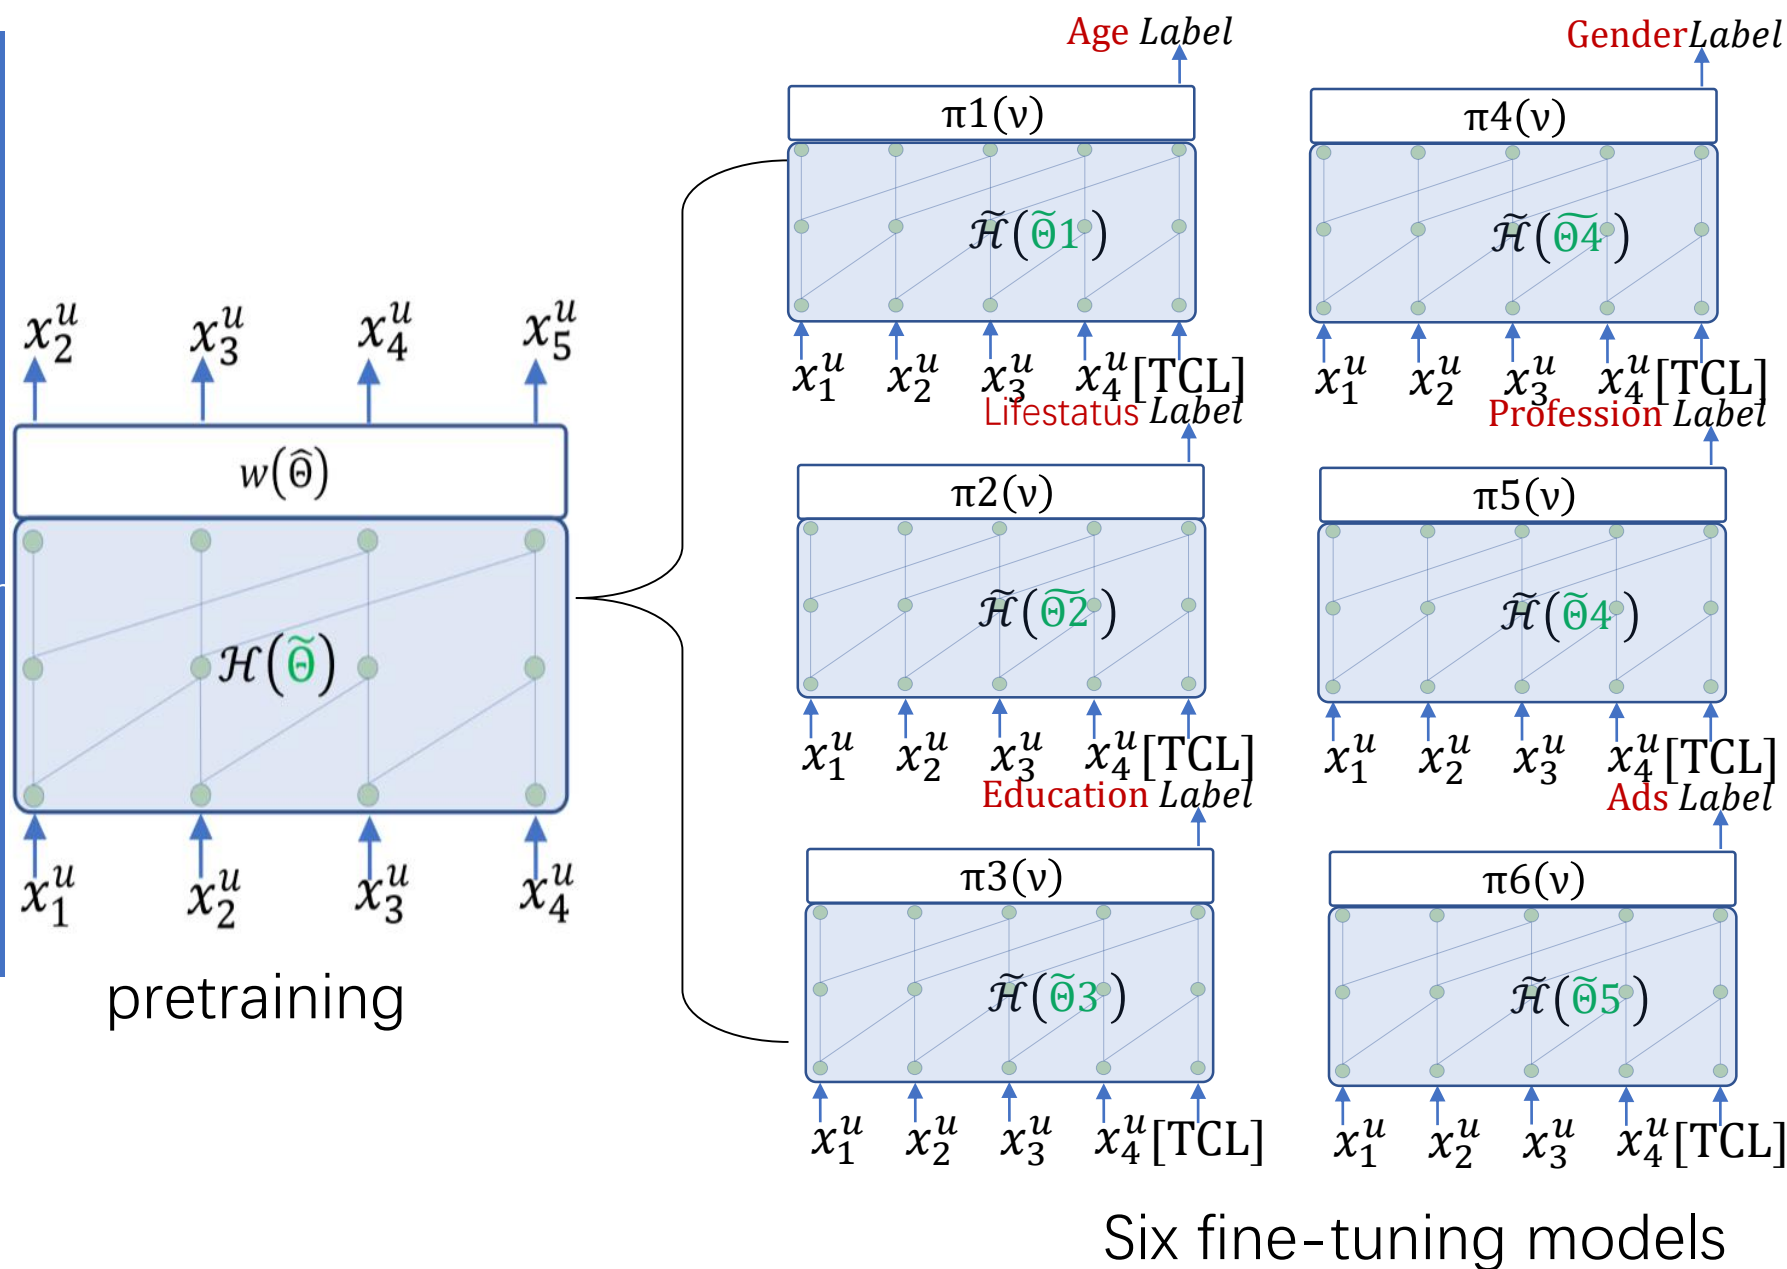 x₂ᵘ x₃ᵘ x₄ᵘ x₅ᵘ
w(Θ̂)
ℋ(Θ̃)
x₁ᵘ x₂ᵘ x₃ᵘ x₄ᵘ
pretraining
Age Label
π1(ν)
ℋ̃(Θ̃1)
x₁ᵘ x₂ᵘ x₃ᵘ x₄ᵘ [TCL]
Lifestatus Label
π2(ν)
ℋ̃(Θ̃2)
x₁ᵘ x₂ᵘ x₃ᵘ x₄ᵘ [TCL]
Education Label
π3(ν)
ℋ̃(Θ̃3)
x₁ᵘ x₂ᵘ x₃ᵘ x₄ᵘ [TCL]
GenderLabel
π4(ν)
ℋ̃(Θ̃4)
x₁ᵘ x₂ᵘ x₃ᵘ x₄ᵘ [TCL]
Profession Label
π5(ν)
ℋ̃(Θ̃4)
x₁ᵘ x₂ᵘ x₃ᵘ x₄ᵘ [TCL]
Ads Label
π6(ν)
ℋ̃(Θ̃5)
x₁ᵘ x₂ᵘ x₃ᵘ x₄ᵘ [TCL]
Six fine-tuning models